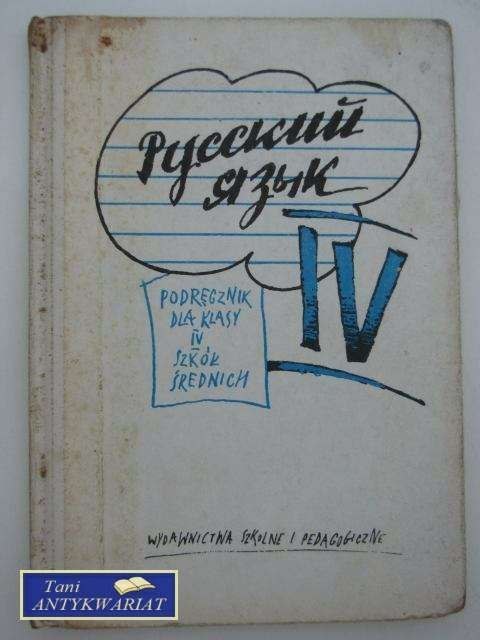 Русский
язык
IV
PODRĘCZNIK
DLA KLASY
IV
SZKÓŁ
ŚREDNICH
WYDAWNICTWA SZKOLNE I PEDAGOGICZNE
Tani
ANTYKWARIAT